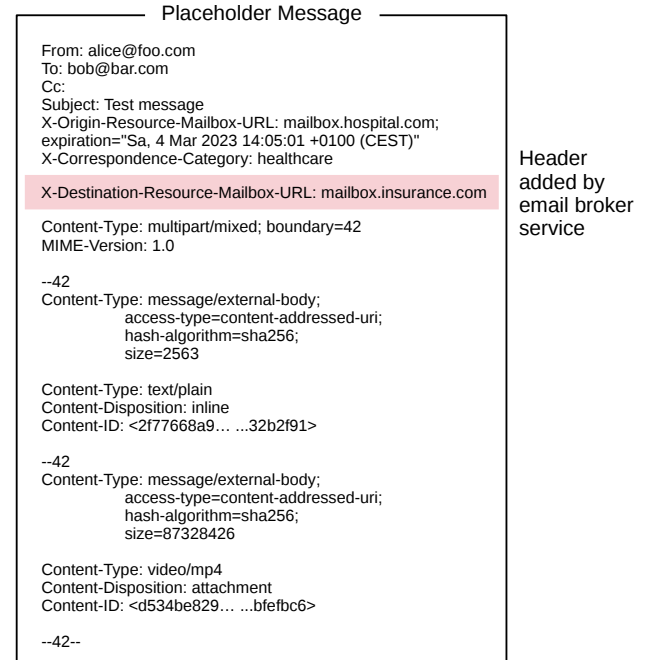 Placeholder Message
From: alice@foo.com
To: bob@bar.com
Cc:
Subject: Test message
X-Origin-Resource-Mailbox-URL: mailbox.hospital.com;
expiration="Sa, 4 Mar 2023 14:05:01 +0100 (CEST)"
X-Correspondence-Category: healthcare
X-Destination-Resource-Mailbox-URL: mailbox.insurance.com
Header
added by
email broker
service
Content-Type: multipart/mixed; boundary=42
MIME-Version: 1.0
--42
Content-Type: message/external-body;
access-type=content-addressed-uri;
hash-algorithm=sha256;
size=2563
Content-Type: text/plain
Content-Disposition: inline
Content-ID: <2f77668a9… ...32b2f91>
--42
Content-Type: message/external-body;
access-type=content-addressed-uri;
hash-algorithm=sha256;
size=87328426
Content-Type: video/mp4
Content-Disposition: attachment
Content-ID: <d534be829… ...bfefbc6>
--42--